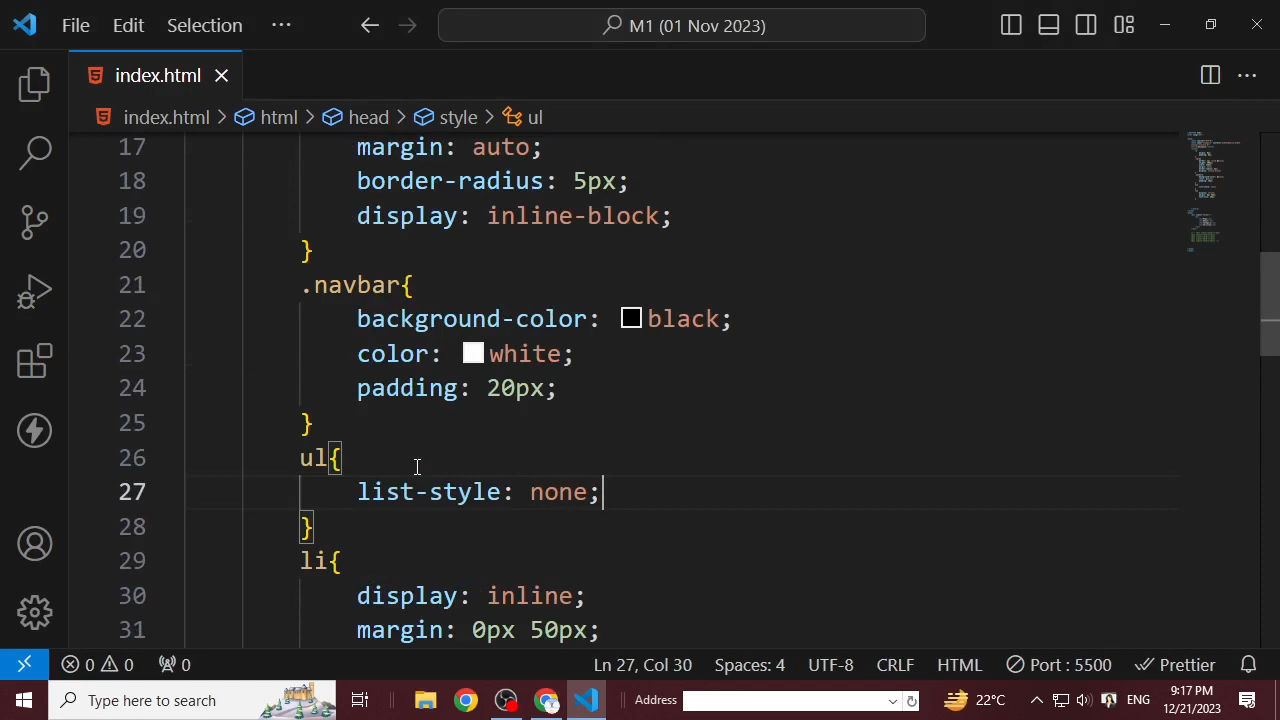 File Edit Selection ··· M1 (01 Nov 2023)
index.html
index.html > html > head > style > ul
17 margin: auto;
18 border-radius: 5px;
19 display: inline-block;
20 }
21 .navbar{
22 background-color: black;
23 color: white;
24 padding: 20px;
25 }
26 ul{
27 list-style: none;
28 }
29 li{
30 display: inline;
31 margin: 0px 50px;
0 0 0 Ln 27, Col 30 Spaces: 4 UTF-8 CRLF HTML Port : 5500 Prettier
Type here to search Address 22°C ENG 9:17 PM
12/21/2023